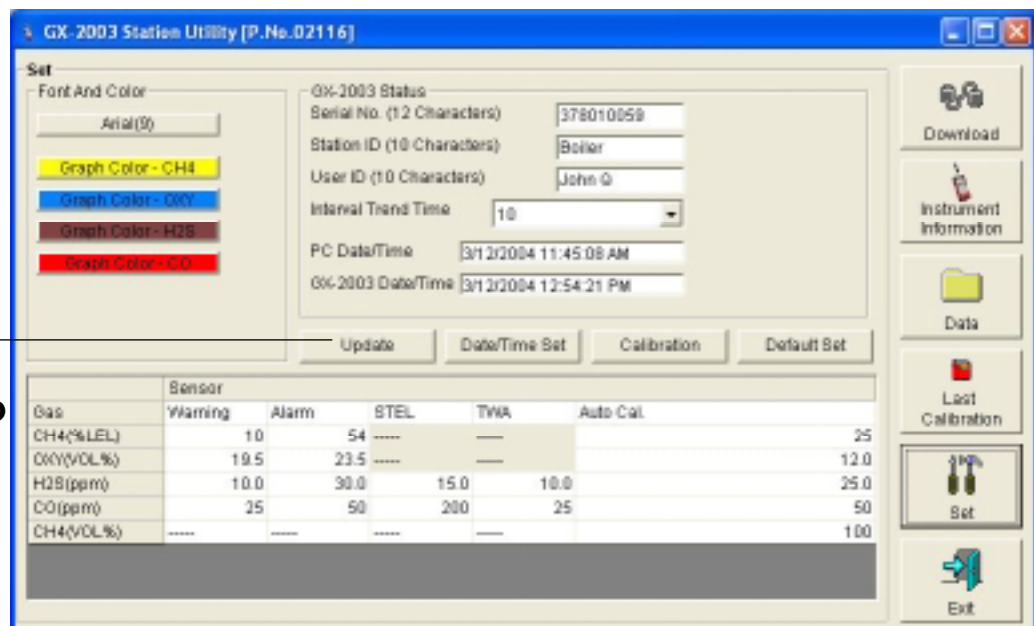 GX-2003 Station Utility [P.No.02116]
Set
Font And Color
Arial(9)
Graph Color - CH4
Graph Color - OXY
Graph Color - H2S
Graph Color - CO
GX-2003 Status
Serial No. (12 Characters) 378010059
Station ID (10 Characters) Boiler
User ID (10 Characters) John G
Interval Trend Time 10
PC Date/Time 3/12/2004 11:45:08 AM
GX-2003 Date/Time 3/12/2004 12:54:21 PM
Update Date/Time Set Calibration Default Set
Sensor
Gas Warning Alarm STEL TWA Auto Cal.
CH4(%LEL) 10 54 ----- ----- 25
OXY(VOL%) 19.5 23.5 ----- ----- 12.0
H2S(ppm) 10.0 30.0 15.0 10.0 25.0
CO(ppm) 25 50 200 25 50
CH4(VOL%) ----- ----- ----- ----- 100
Download
Instrument
Information
Data
Last
Calibration
Set
Exit